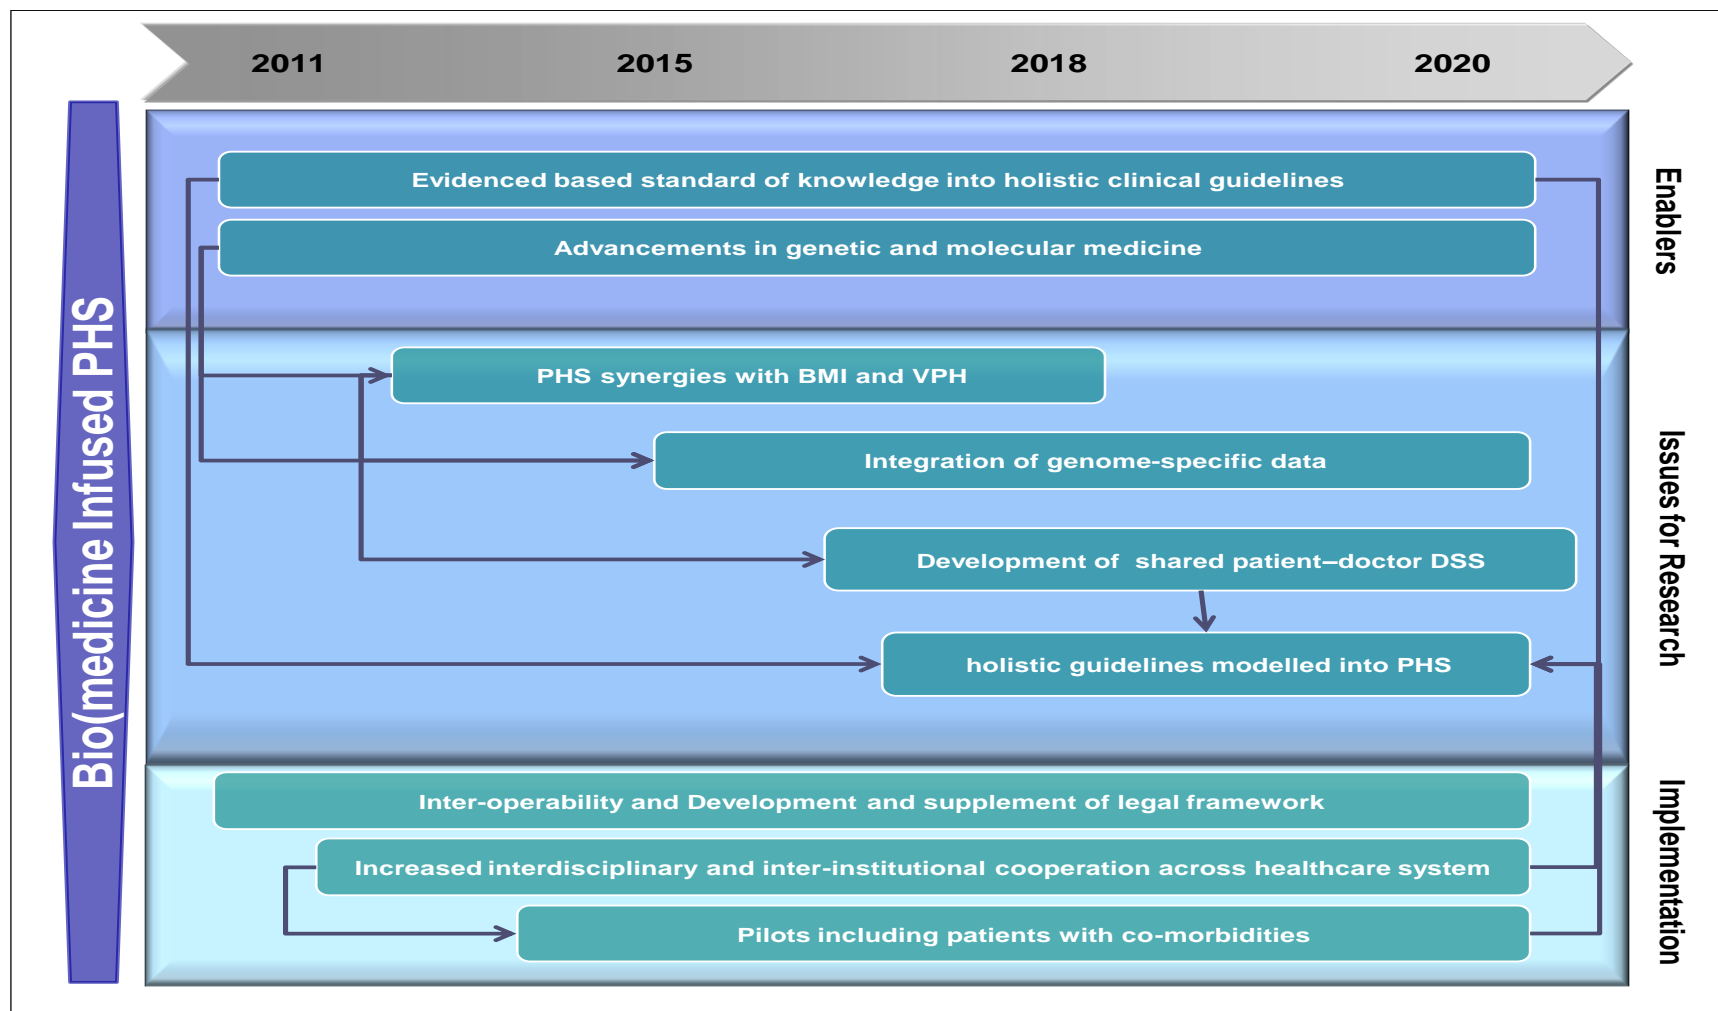 2011 2015 2018 2020
Bio(medicine Infused PHS
Enablers
Evidenced based standard of knowledge into holistic clinical guidelines
Advancements in genetic and molecular medicine
Issues for Research
PHS synergies with BMI and VPH
Integration of genome-specific data
Development of  shared patient–doctor DSS
holistic guidelines modelled into PHS
Implementation
Inter-operability and Development and supplement of legal framework
Increased interdisciplinary and inter-institutional cooperation across healthcare system
Pilots including patients with co-morbidities